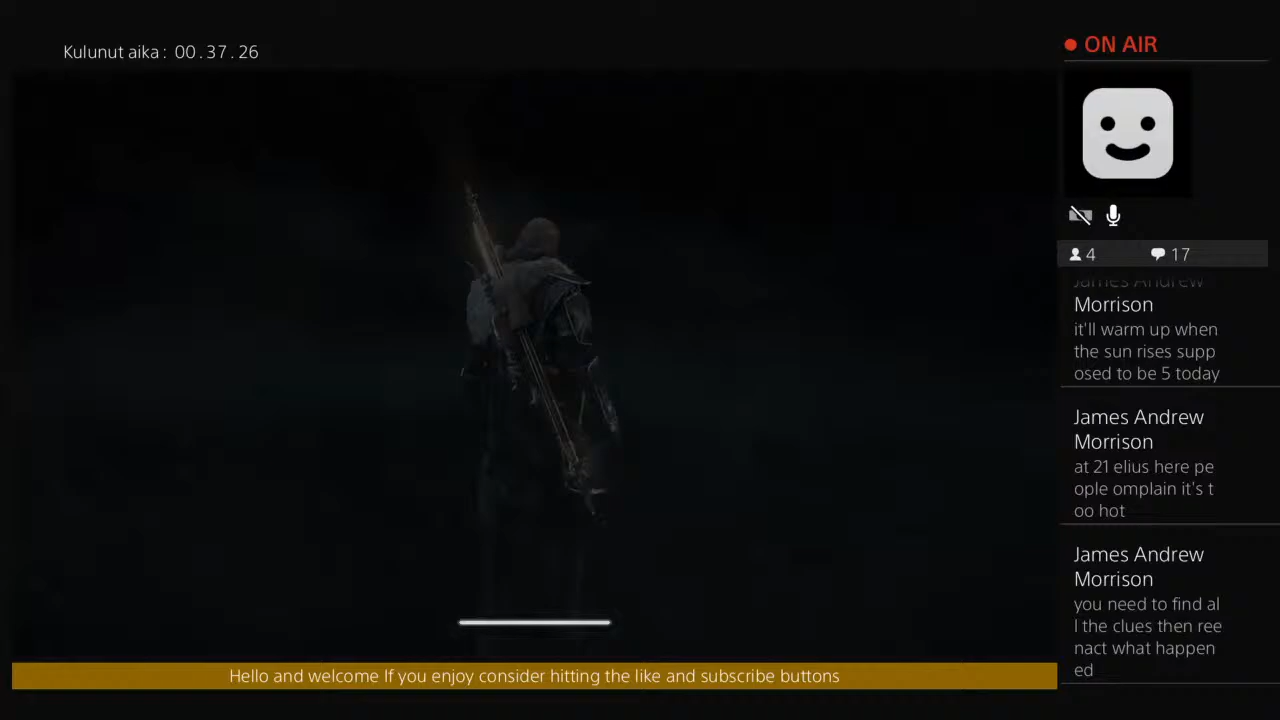 Kulunut aika: 00.37.26
ON AIR
4 17
James Andrew
Morrison
it'll warm up when
the sun rises supp
osed to be 5 today
James Andrew
Morrison
at 21 elius here pe
ople omplain it's t
oo hot
James Andrew
Morrison
you need to find al
l the clues then ree
nact what happen
ed
Hello and welcome If you enjoy consider hitting the like and subscribe buttons